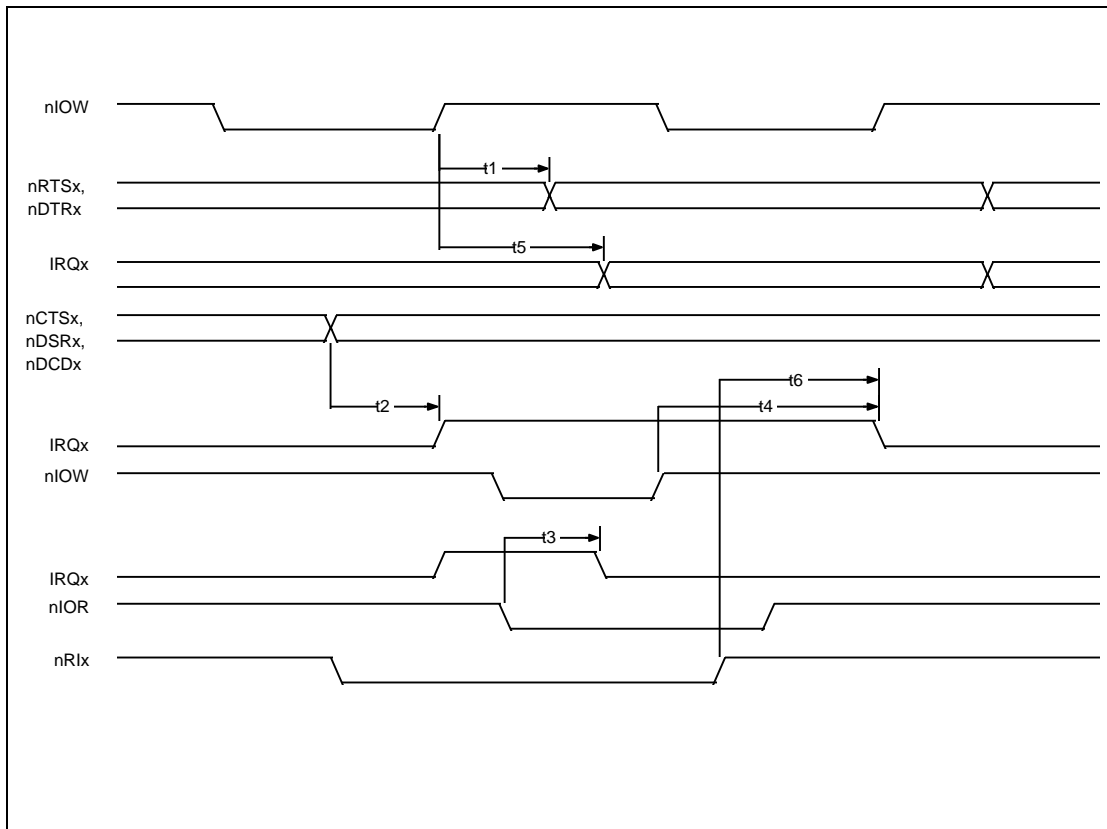 nIOW
t1
nRTSx,
nDTRx
t5
IRQx
nCTSx,
nDSRx,
nDCDx
t6
t2
t4
IRQx
nIOW
t3
IRQx
nIOR
nRIx